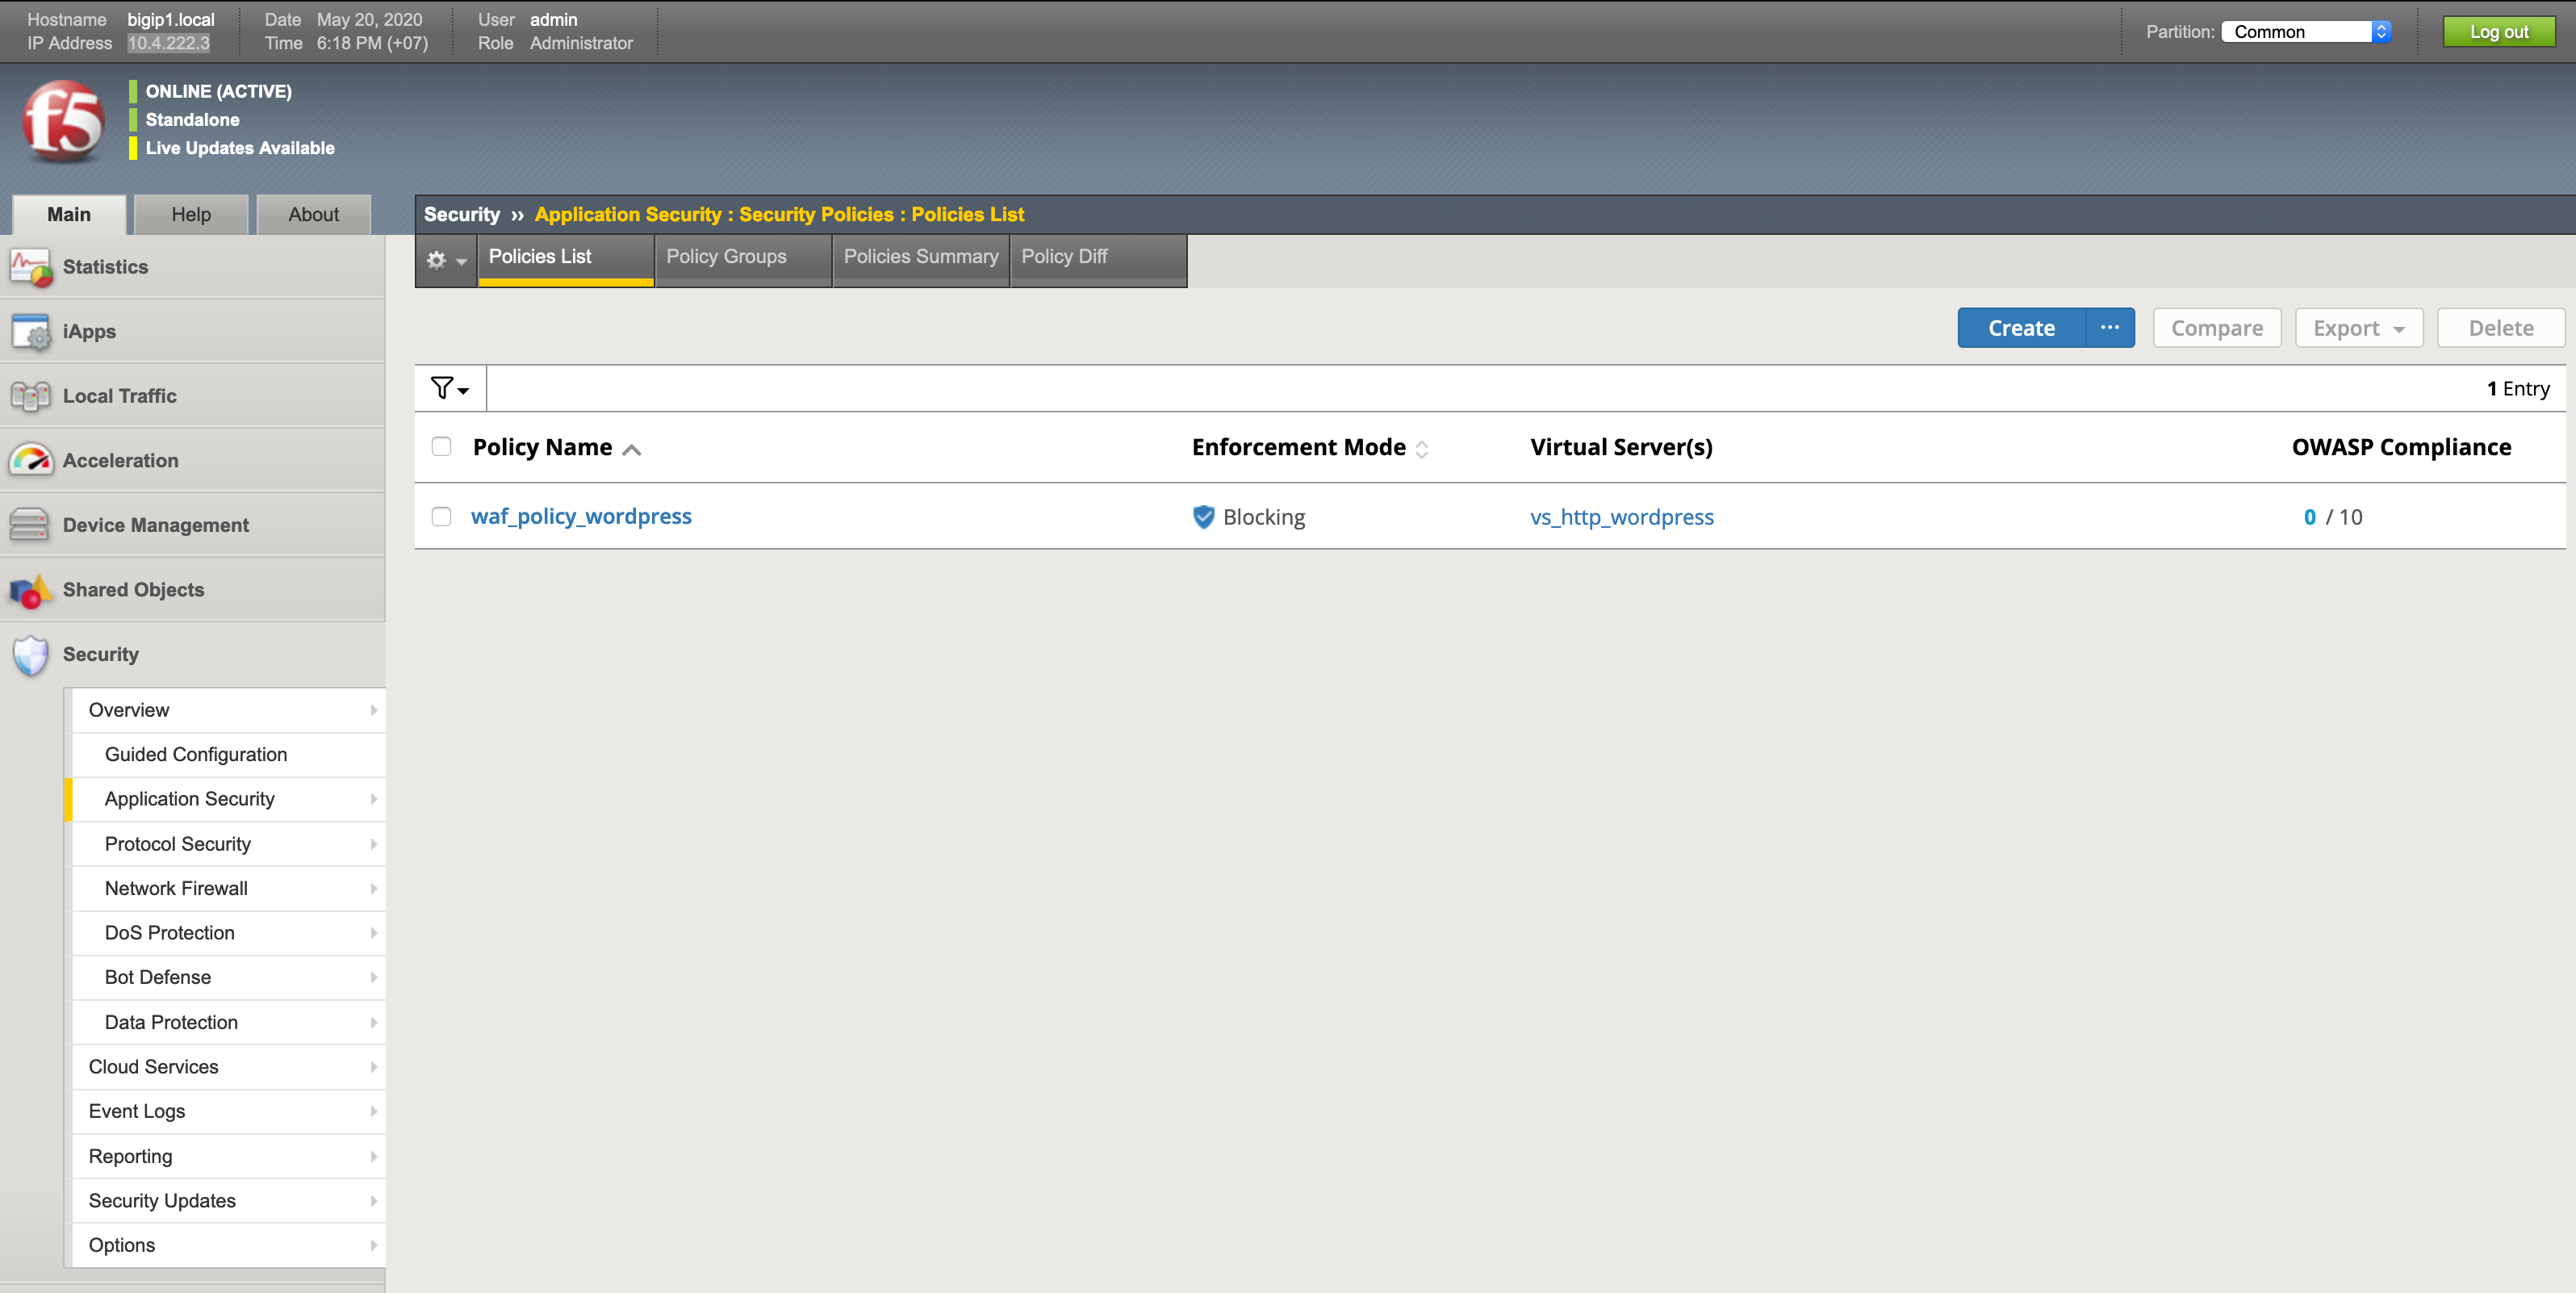 Hostname bigip1.local Date May 20, 2020 User admin
IP Address 10.4.222.3 Time 6:18 PM (+07) Role Administrator
Partition: Common Log out
f5
ONLINE (ACTIVE)
Standalone
Live Updates Available
Main Help About
Security ›› Application Security : Security Policies : Policies List
Policies List Policy Groups Policies Summary Policy Diff
Statistics
iApps
Local Traffic
Acceleration
Device Management
Shared Objects
Security
Overview
Guided Configuration
Application Security
Protocol Security
Network Firewall
DoS Protection
Bot Defense
Data Protection
Cloud Services
Event Logs
Reporting
Security Updates
Options
Create ... Compare Export Delete
1 Entry
Policy Name Enforcement Mode Virtual Server(s) OWASP Compliance
waf_policy_wordpress Blocking vs_http_wordpress 0 / 10